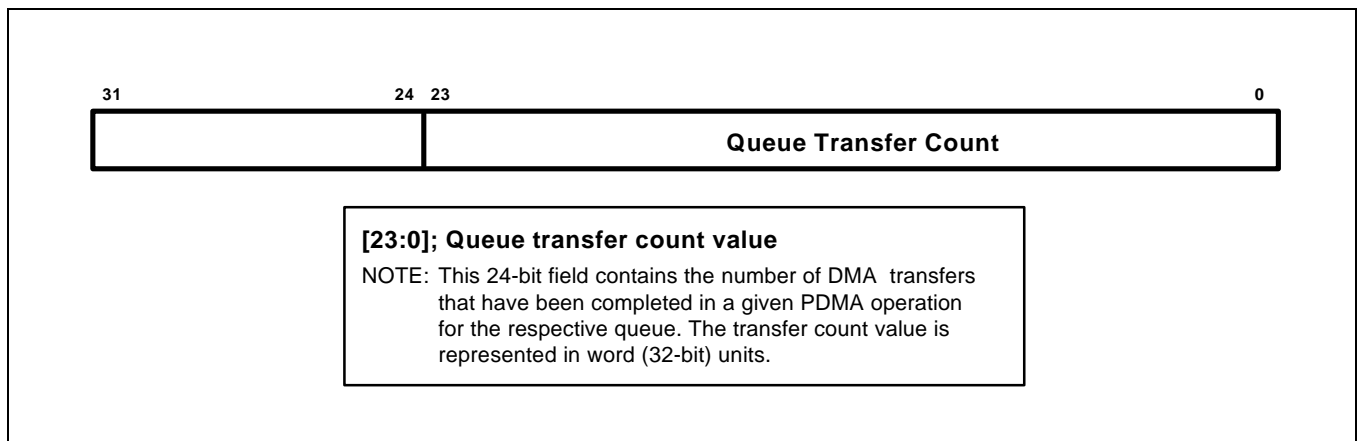 31 24 23 0
Queue Transfer Count
[23:0]; Queue transfer count value
NOTE: This 24-bit field contains the number of DMA transfers
that have been completed in a given PDMA operation
for the respective queue. The transfer count value is
represented in word (32-bit) units.